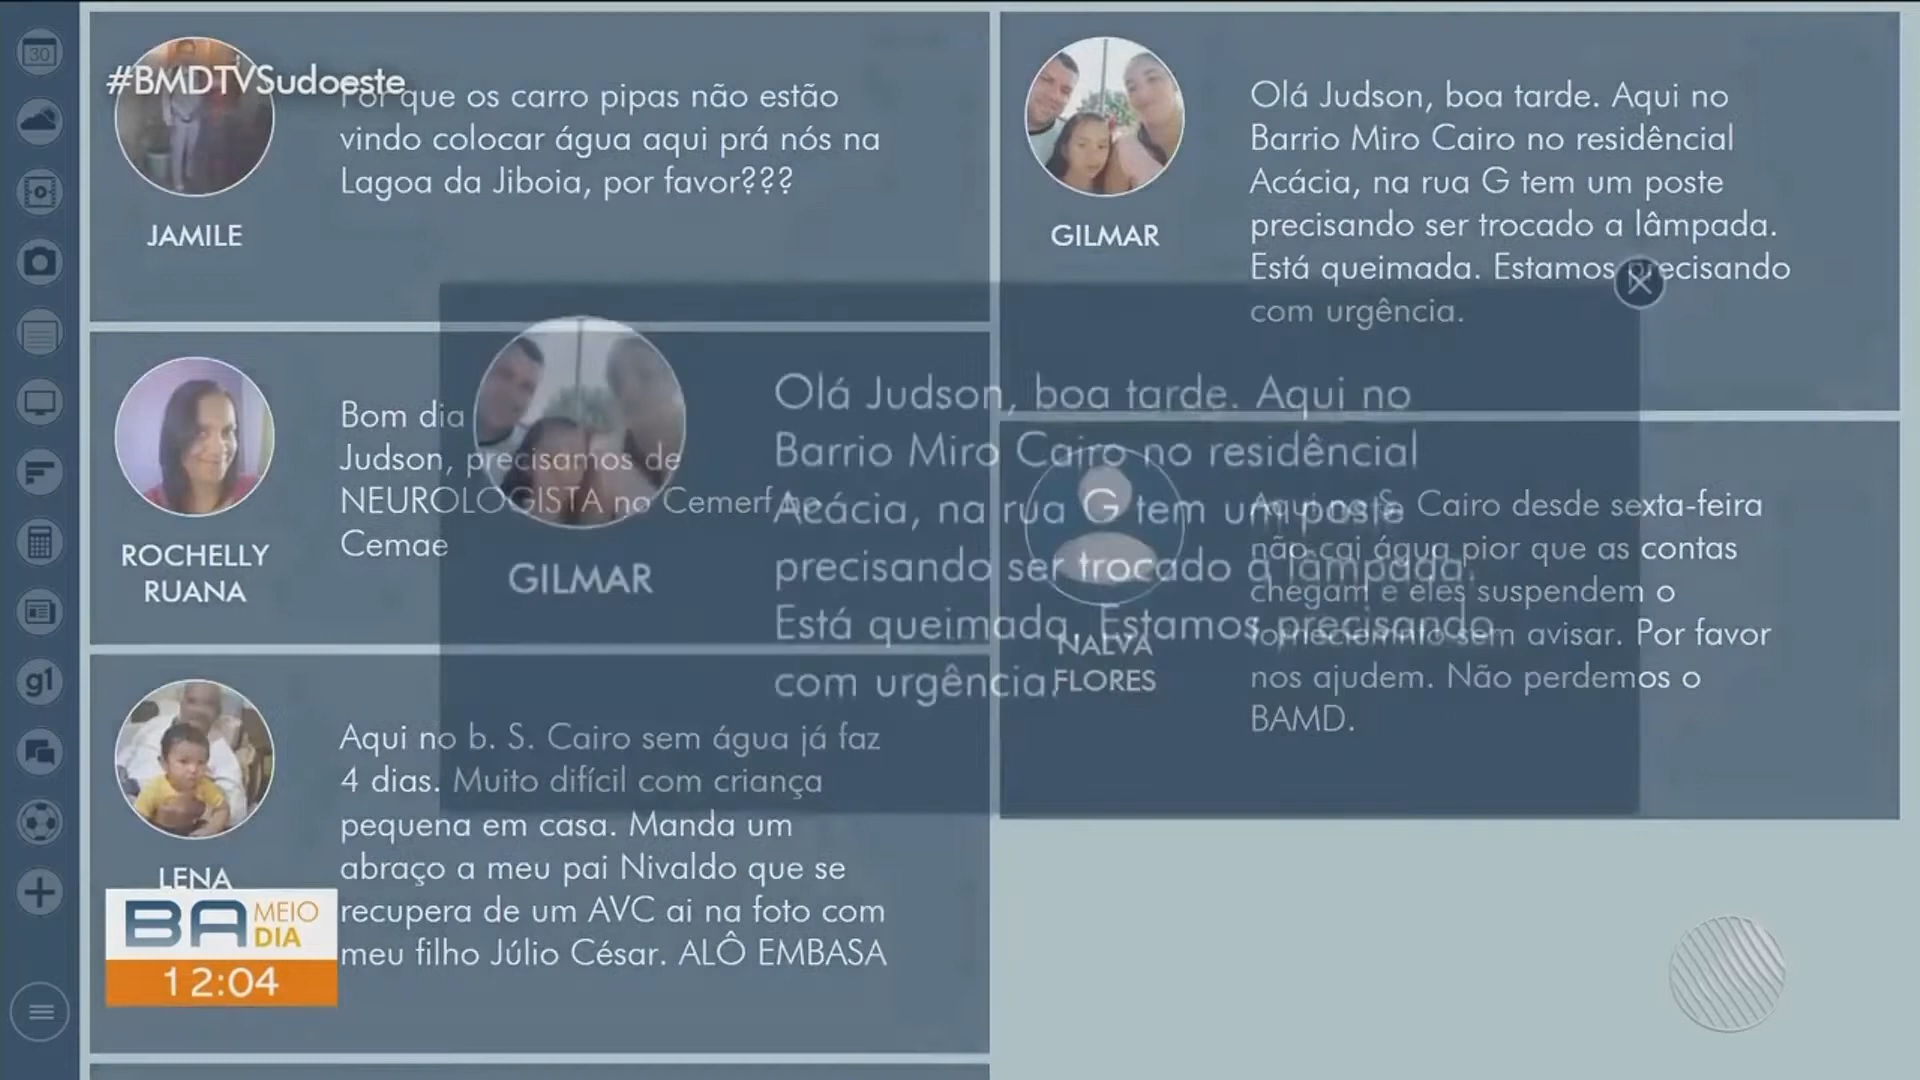 30
#BMDTVSudoeste
Por que os carro pipas não estão
vindo colocar água aqui prá nós na
Lagoa da Jiboia, por favor???
JAMILE
Olá Judson, boa tarde. Aqui no
Barrio Miro Cairo no residêncial
Acácia, na rua G tem um poste
precisando ser trocado a lâmpada.
Está queimada. Estamos precisando
com urgência.
GILMAR
Bom dia
Judson, precisamos de
NEUROLOGISTA no Cemerf
Cemae
ROCHELLY
RUANA
Olá Judson, boa tarde. Aqui no
Barrio Miro Cairo no residêncial
Acácia, na rua G tem um poste
precisando ser trocado a lâmpada.
Está queimada. Estamos precisando
com urgência.
GILMAR
Aqui no S. Cairo desde sexta-feira
não cai água pior que as contas
chegam e eles suspendem o
sem avisar. Por favor
nos ajudem. Não perdemos o
BAMD.
NALVA
FLORES
Aqui no b. S. Cairo sem água já faz
4 dias. Muito difícil com criança
pequena em casa. Manda um
abraço a meu pai Nivaldo que se
recupera de um AVC ai na foto com
meu filho Júlio César. ALÔ EMBASA
LENA
g1
BA MEIO
DIA
12:04